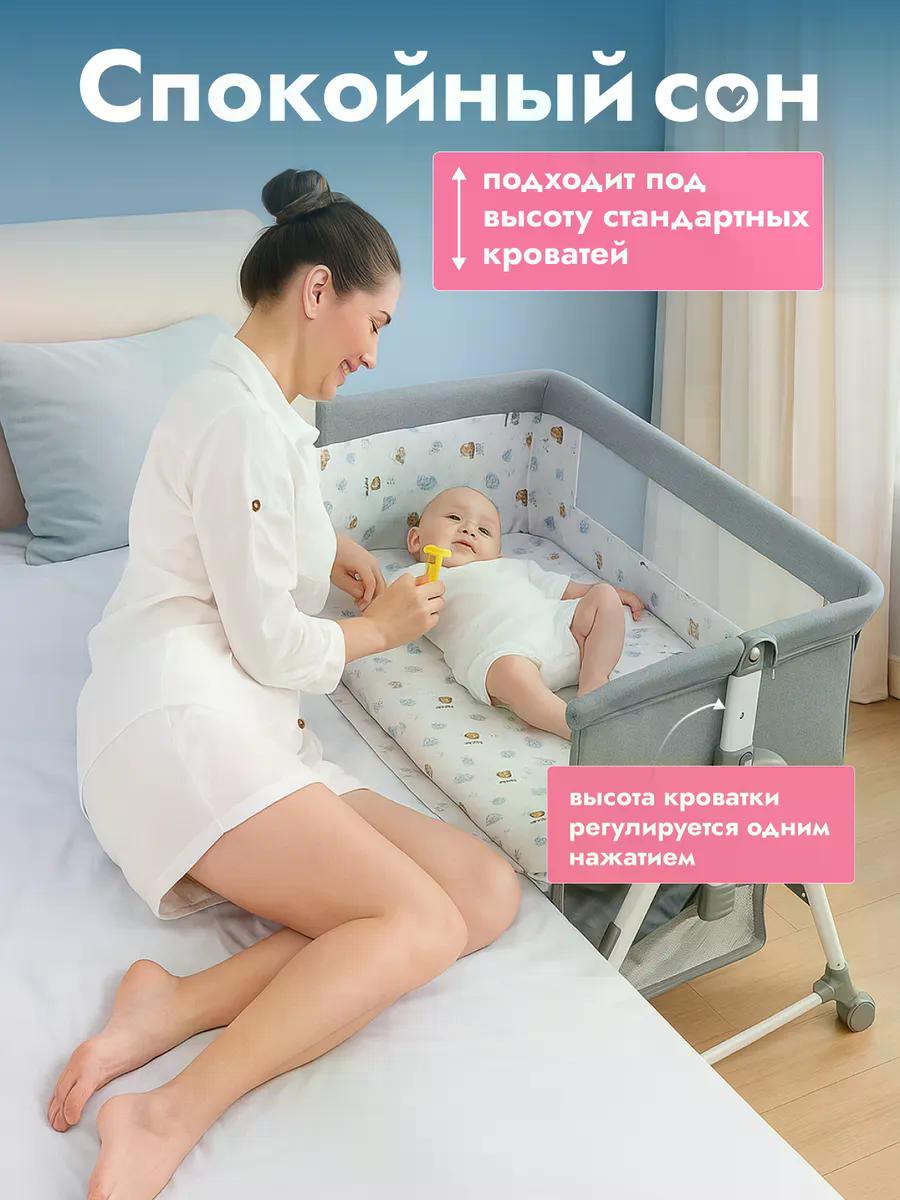 Спокойный сон
подходит под
высоту стандартных
кроватей
высота кроватки
регулируется одним
нажатием